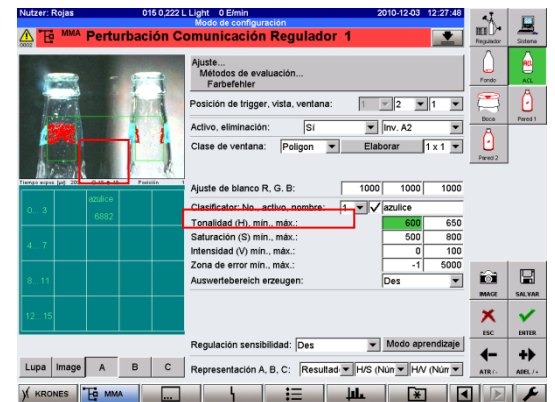 Nutzer: Rojas 015 0,222 L Light 0 E/min 2010-12-03 12:27:48
Modo de configuración
0002 MMA Perturbación Comunicación Regulador 1
Regulador Sistema
Ajuste...
Métodos de evaluación...
Farbefehler
Fondo ACL
Posición de trigger, vista, ventana: 1 2 1
Boca Pared 1
Activo, eliminación: Sí Inv. A2
Clase de ventana: Poligon Elaborar 1 x 1
Pared 2
Ajuste de blanco R, G. B: 1000 1000 1000
Clasificator: No., activo, nombre: 1 azulice
Tonalidad (H), mín., máx.: 600 650
Saturación (S) mín., máx.: 500 800
Intensidad (V) mín., máx.: 0 100
Zona de error mín., máx.: -1 5000
Auswertebereich erzeugen: Des
0... 3 azulice
6882
4... 7
8... 11
12... 15
IMAGE SALVAR
ESC ENTER
Regulación sensibilidad: Des Modo aprendizaje
Lupa Image A B C
Representación A, B, C: Resultad H/S (Núm H/V (Núm
ATR /- ADEL /+
KRONES MMA ...